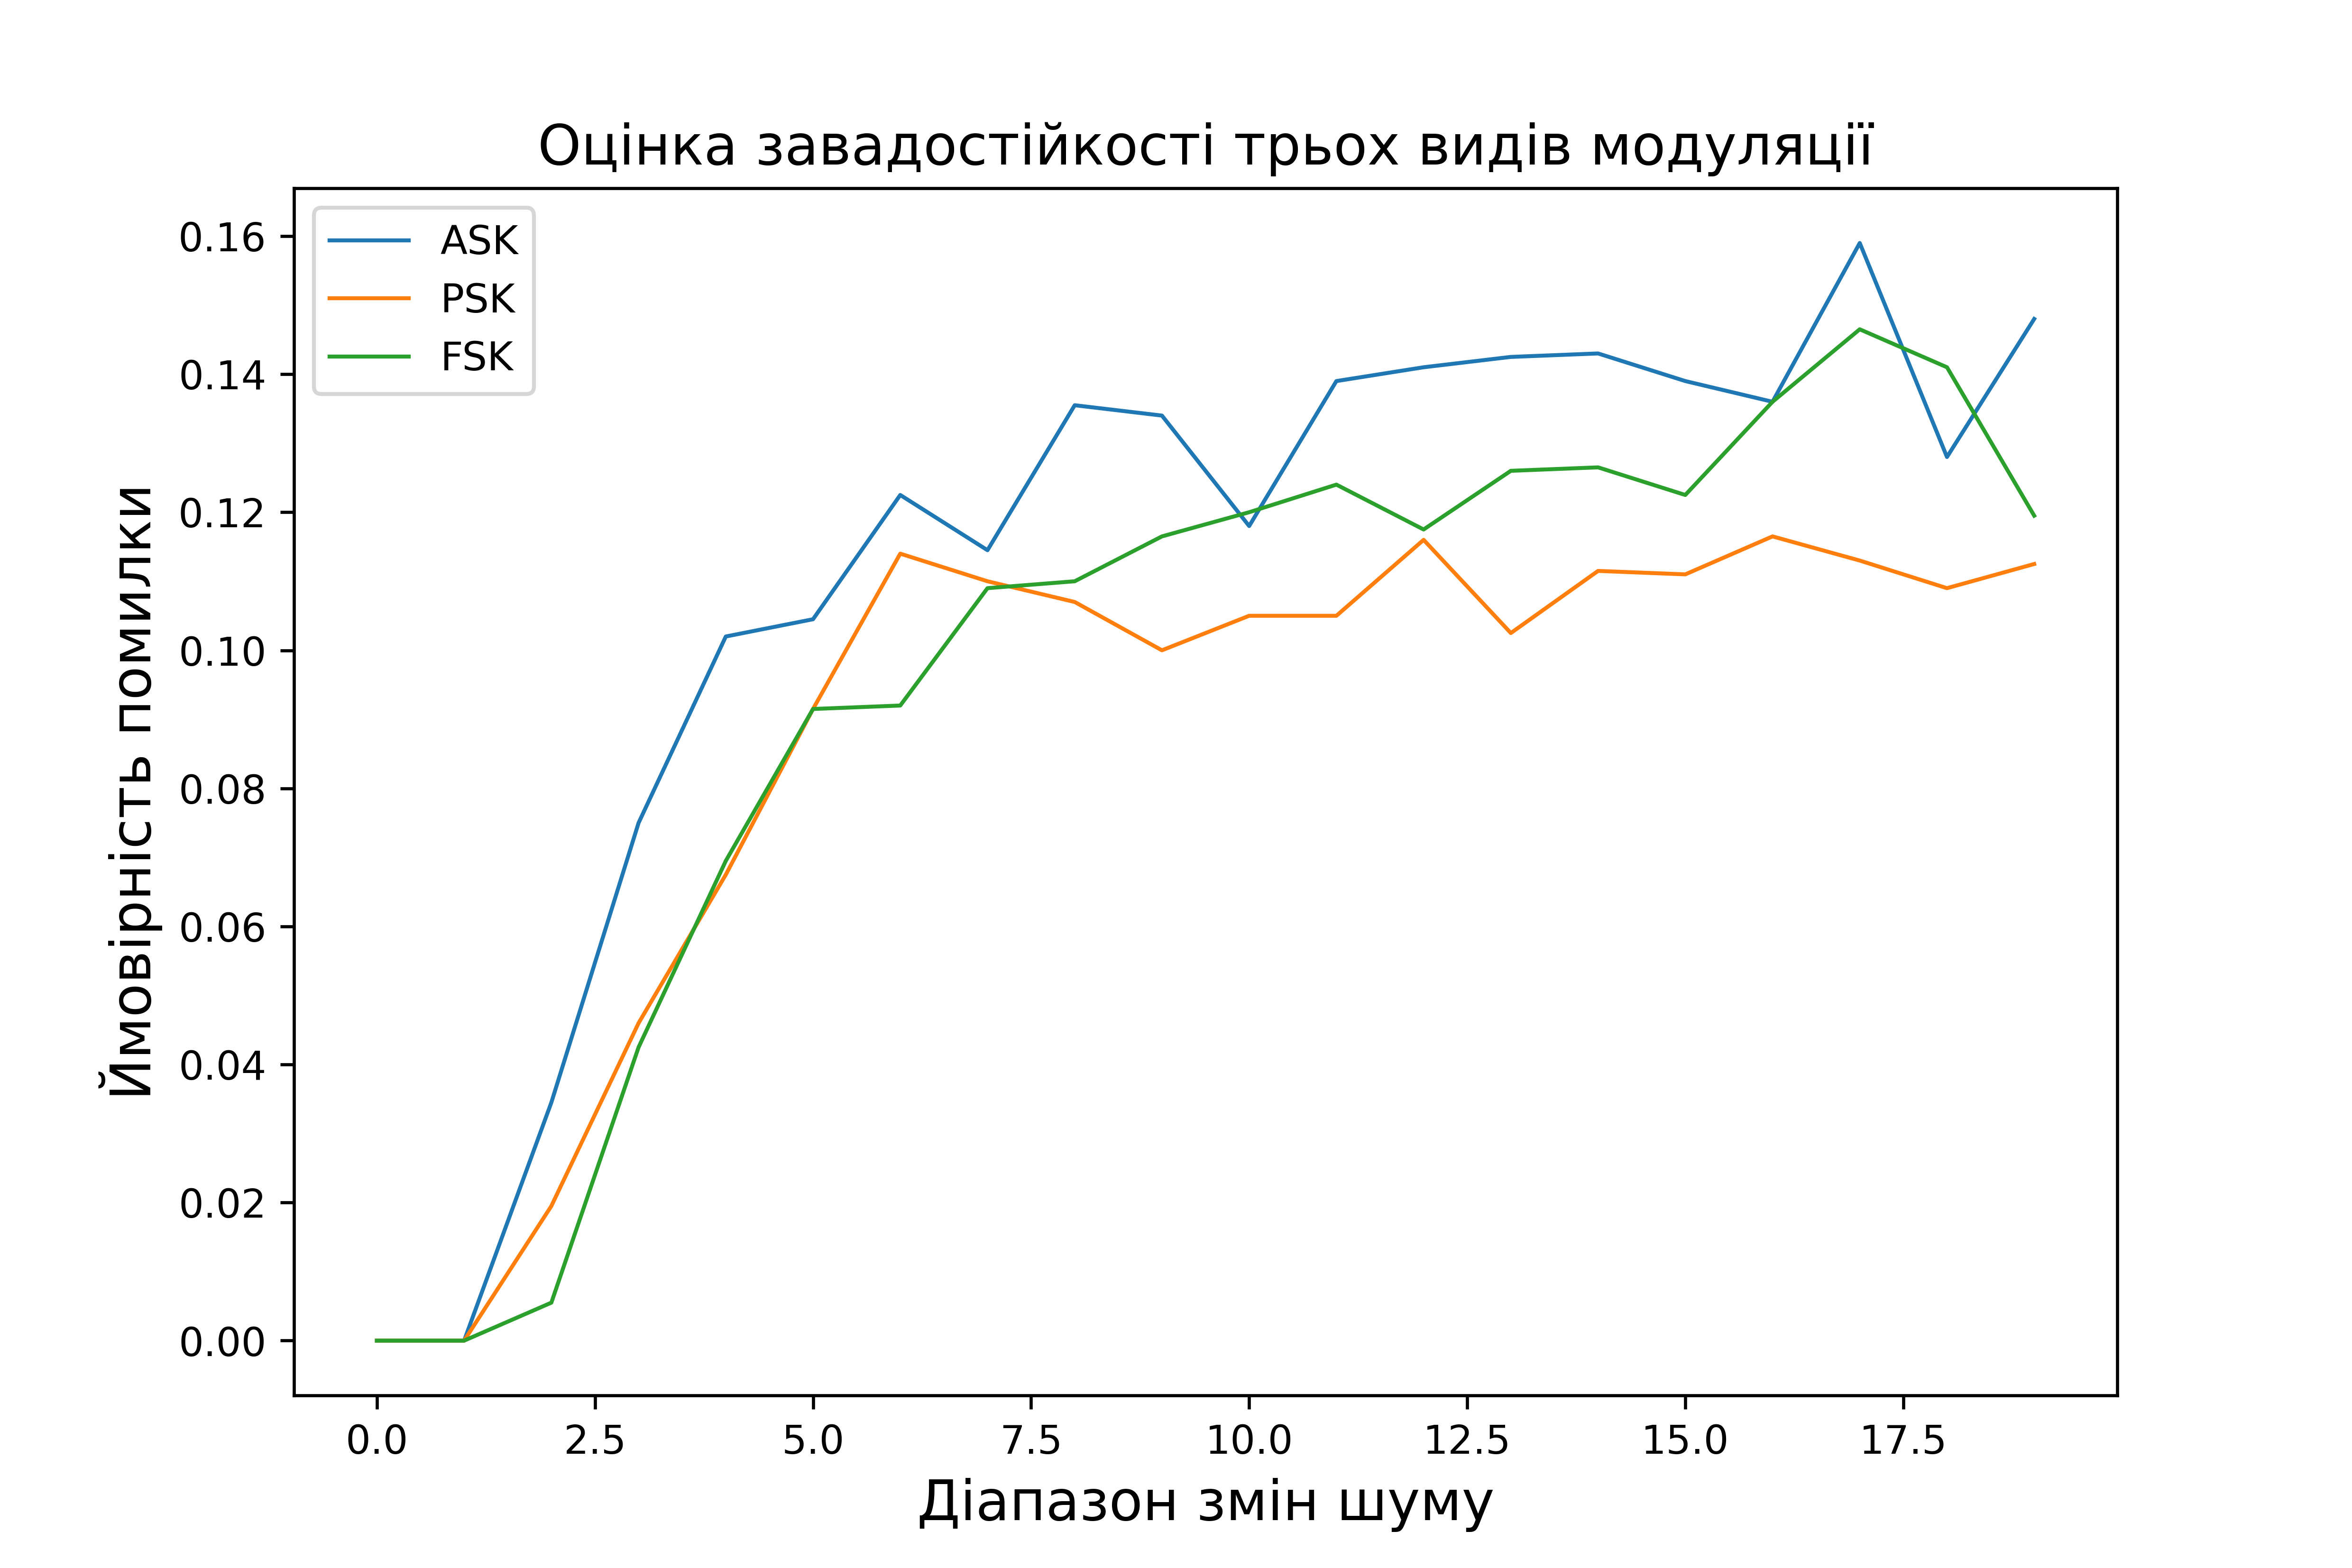 Оцінка завадостійкості трьох видів модуляції
ASK
PSK
FSK
Ймовірність помилки
0.16
0.14
0.12
0.10
0.08
0.06
0.04
0.02
0.00
0.0 2.5 5.0 7.5 10.0 12.5 15.0 17.5
Діапазон змін шуму